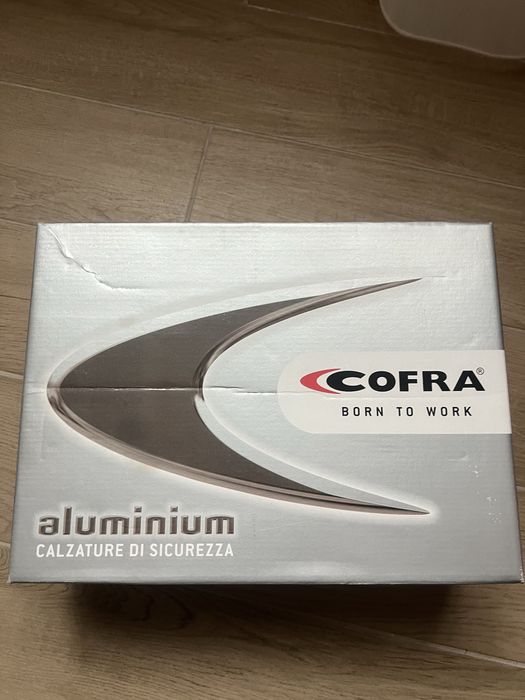 COFRA®
BORN TO WORK
aluminium
CALZATURE DI SICUREZZA